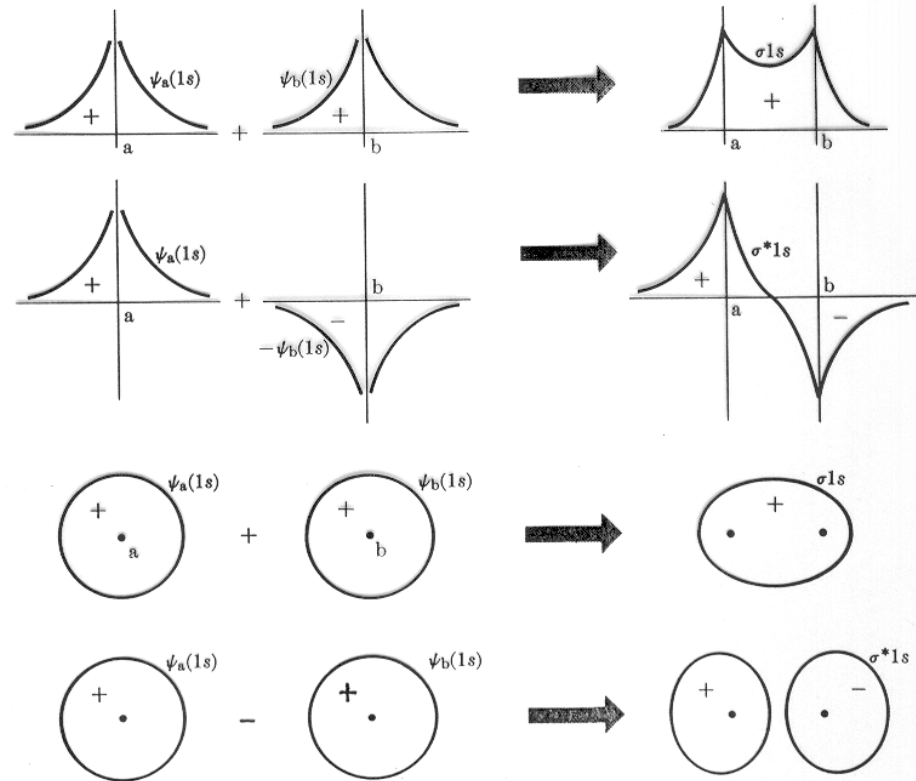 ψa(1s) ψb(1s) σ1s
+ + +
+ a b a b
ψa(1s) σ*1s
b b
+ + − + −
a a
−ψb(1s)
ψa(1s) ψb(1s) σ1s
+ + +
+
a b
ψa(1s) ψb(1s) σ*1s
+ + + −
−